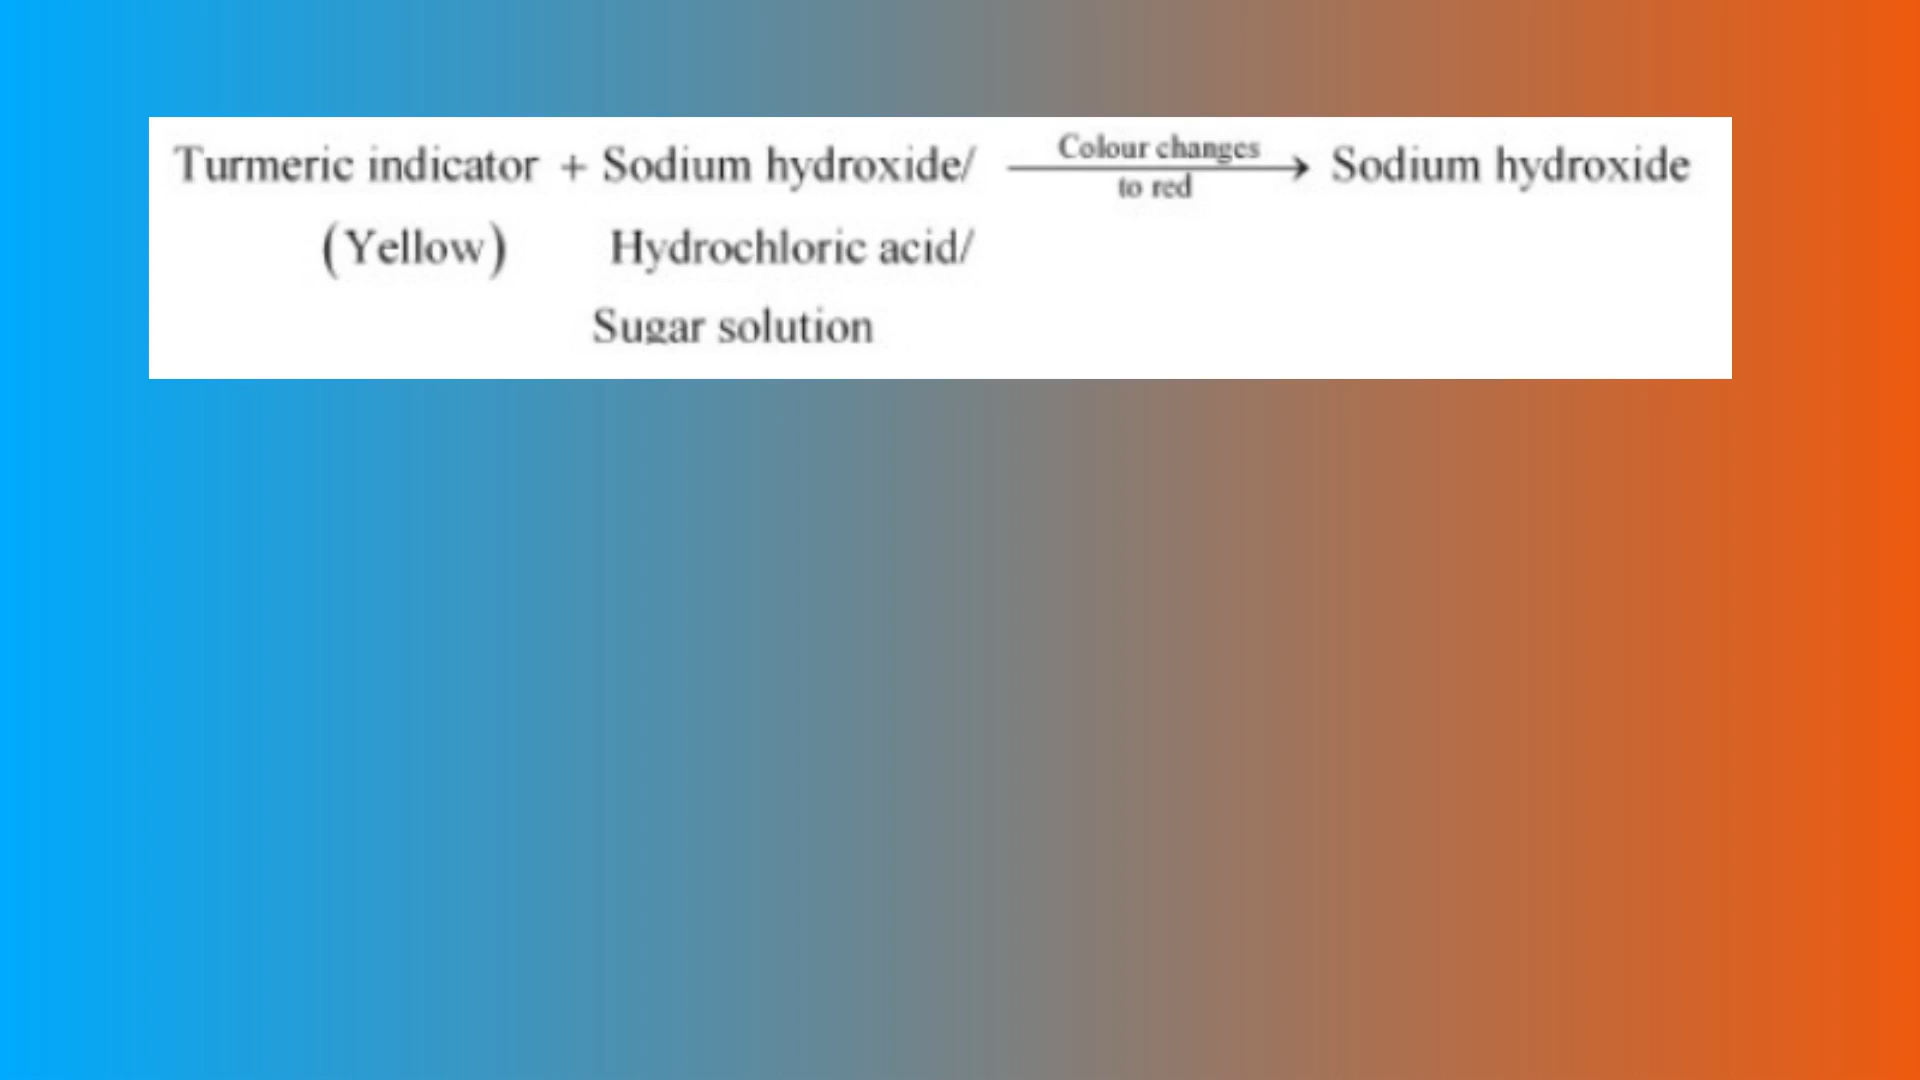 Turmeric indicator + Sodium hydroxide/ Colour changes to red → Sodium hydroxide
(Yellow) Hydrochloric acid/
Sugar solution